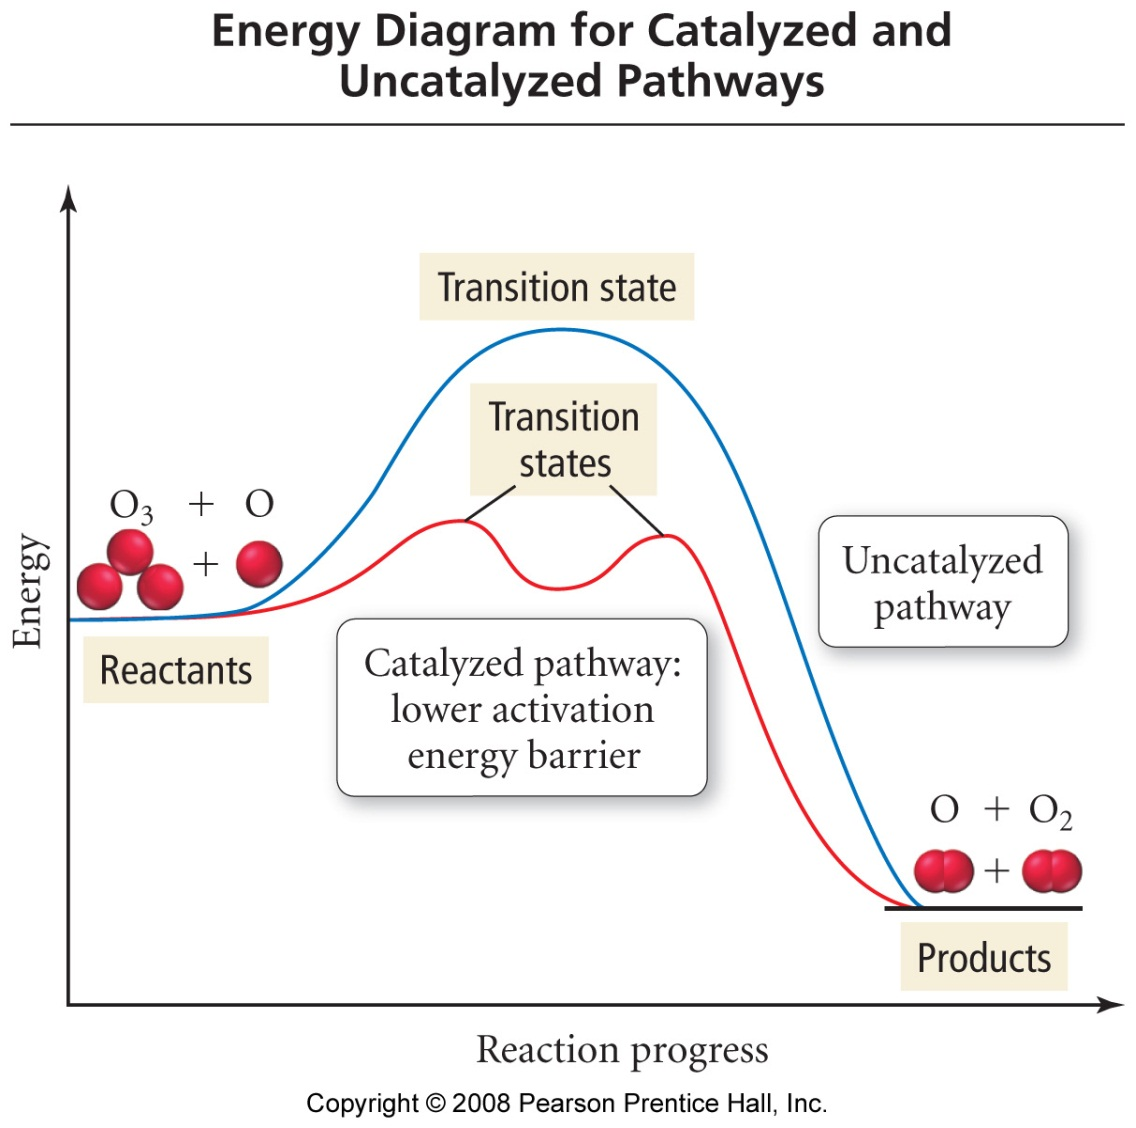 Energy Diagram for Catalyzed and
Uncatalyzed Pathways
Transition state
Transition
states
O₃ + O
+
Reactants
Energy
Uncatalyzed
pathway
Catalyzed pathway:
lower activation
energy barrier
O + O₂
+
Products
Reaction progress
Copyright © 2008 Pearson Prentice Hall, Inc.